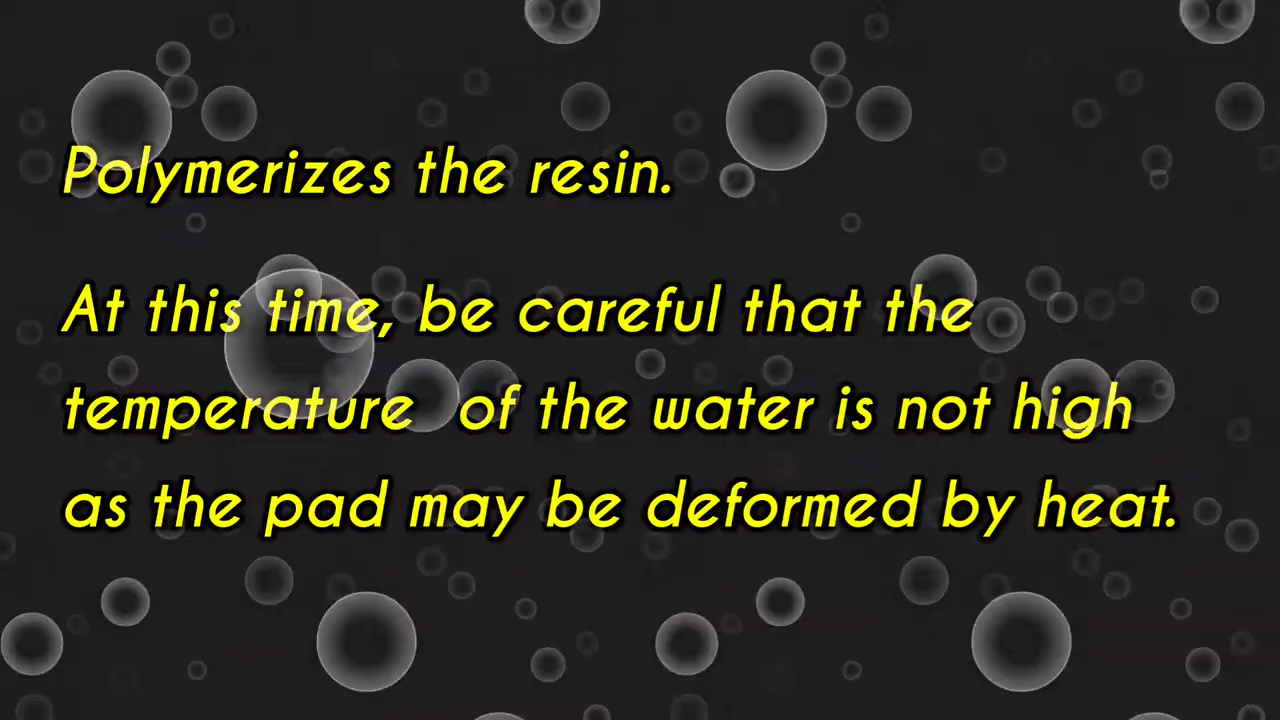 Polymerizes the resin.
At this time, be careful that the
temperature  of the water is not high
as the pad may be deformed by heat.